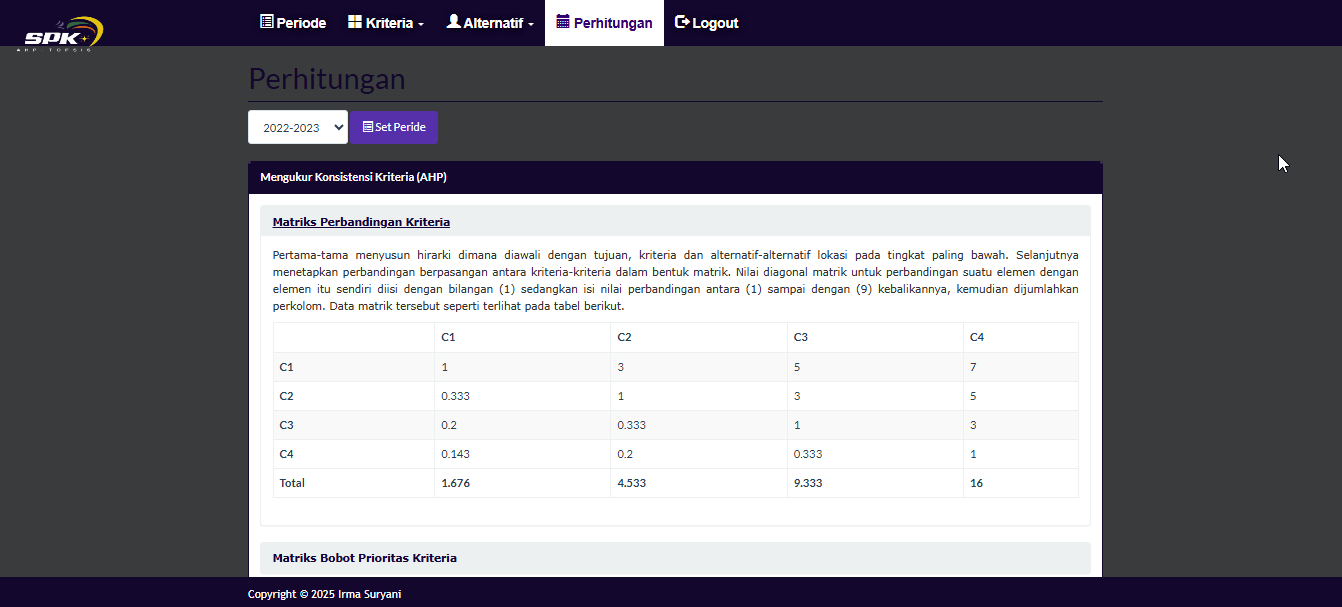 SPK
AHP TOPSIS
Periode
Kriteria
Alternatif
Perhitungan
Logout
Perhitungan
2022-2023
Set Peride
Mengukur Konsistensi Kriteria (AHP)
Matriks Perbandingan Kriteria
Pertama-tama menyusun hirarki dimana diawali dengan tujuan, kriteria dan alternatif-alternatif lokasi pada tingkat paling bawah. Selanjutnya
menetapkan perbandingan berpasangan antara kriteria-kriteria dalam bentuk matrik. Nilai diagonal matrik untuk perbandingan suatu elemen dengan
elemen itu sendiri diisi dengan bilangan (1) sedangkan isi nilai perbandingan antara (1) sampai dengan (9) kebalikannya, kemudian dijumlahkan
perkolom. Data matrik tersebut seperti terlihat pada tabel berikut.
C1 C2 C3 C4
C1 1 3 5 7
C2 0.333 1 3 5
C3 0.2 0.333 1 3
C4 0.143 0.2 0.333 1
Total 1.676 4.533 9.333 16
Matriks Bobot Prioritas Kriteria
Copyright © 2025 Irma Suryani